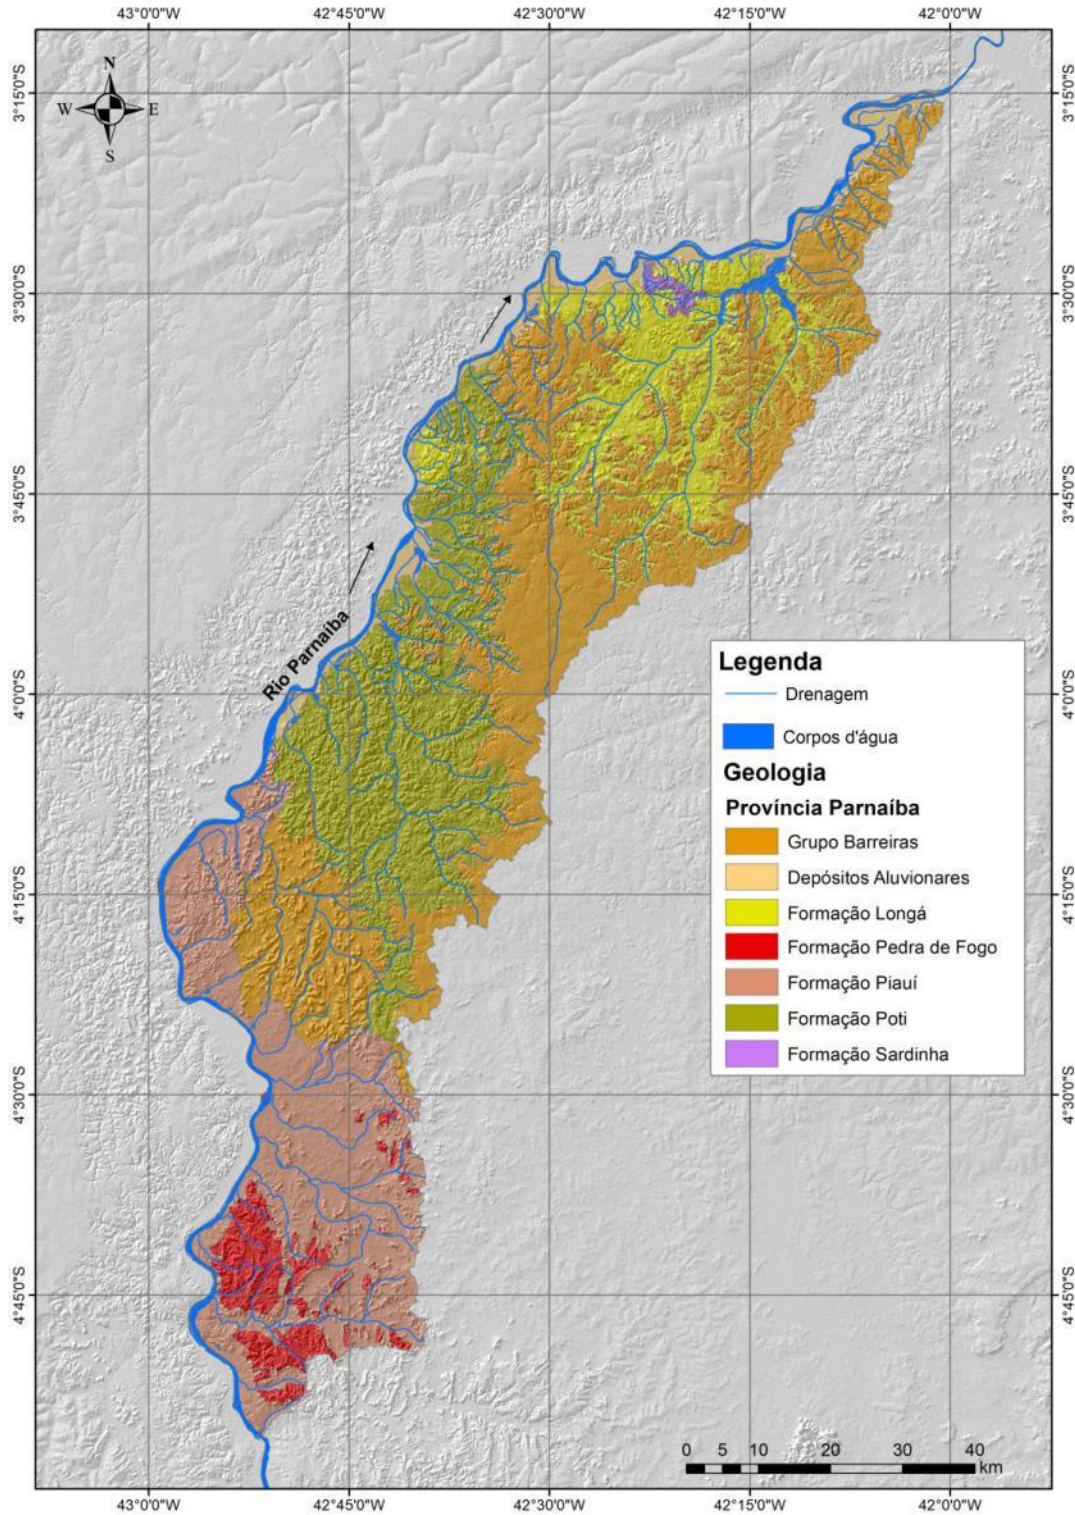 43°0'0"W 42°45'0"W 42°30'0"W 42°15'0"W 42°0'0"W
N
W E
S
3°15'0"S 3°15'0"S
3°30'0"S 3°30'0"S
3°45'0"S 3°45'0"S
Rio Parnaíba
4°0'0"S 4°0'0"S
4°15'0"S 4°15'0"S
4°30'0"S 4°30'0"S
4°45'0"S 4°45'0"S
Legenda
Drenagem
Corpos d'água
Geologia
Província Parnaíba
Grupo Barreiras
Depósitos Aluvionares
Formação Longá
Formação Pedra de Fogo
Formação Piauí
Formação Poti
Formação Sardinha
0 5 10 20 30 40
km
43°0'0"W 42°45'0"W 42°30'0"W 42°15'0"W 42°0'0"W